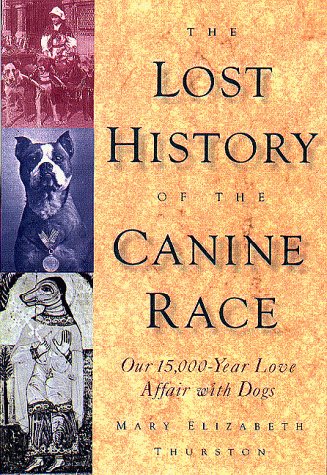 THE
LOST
HISTORY
OF THE
CANINE
RACE
Our 15,000-Year Love
Affair with Dogs
MARY ELIZABETH
THURSTON